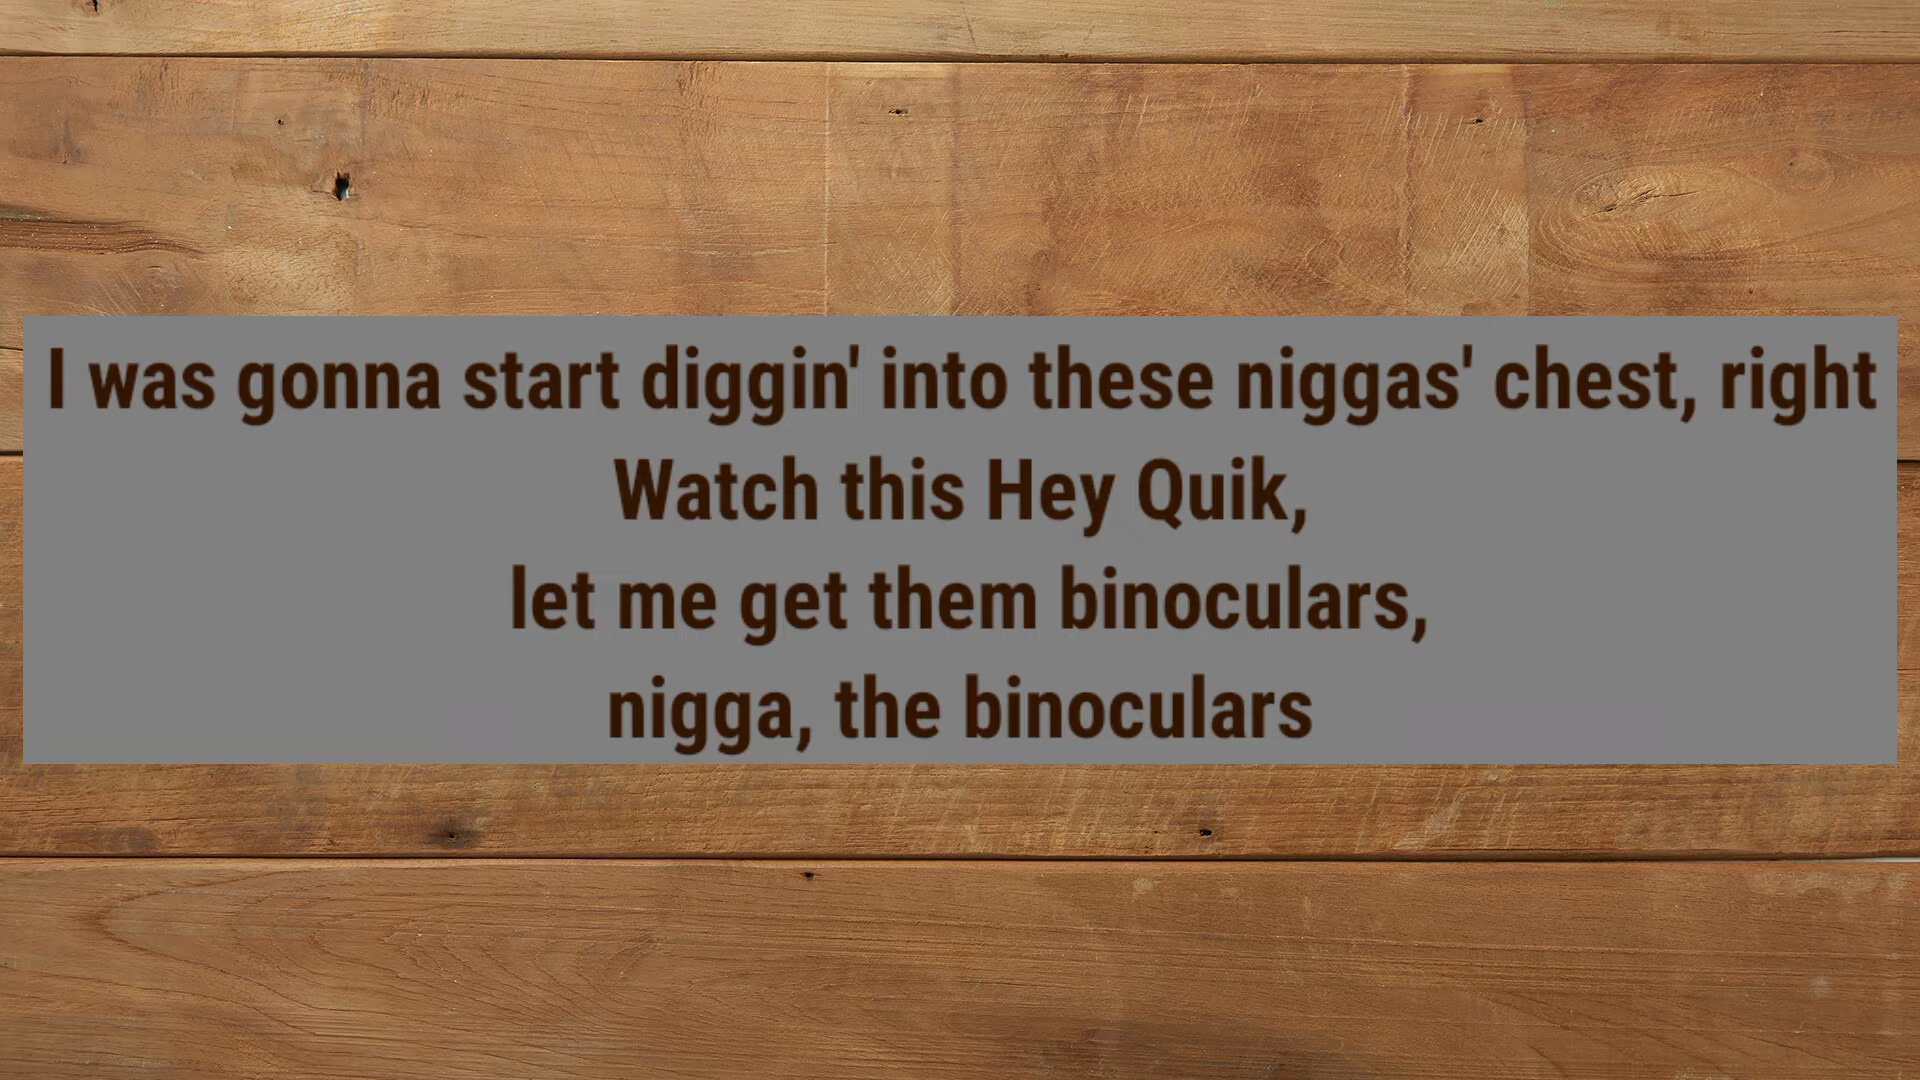 I was gonna start diggin' into these niggas' chest, right
Watch this Hey Quik,
let me get them binoculars,
nigga, the binoculars